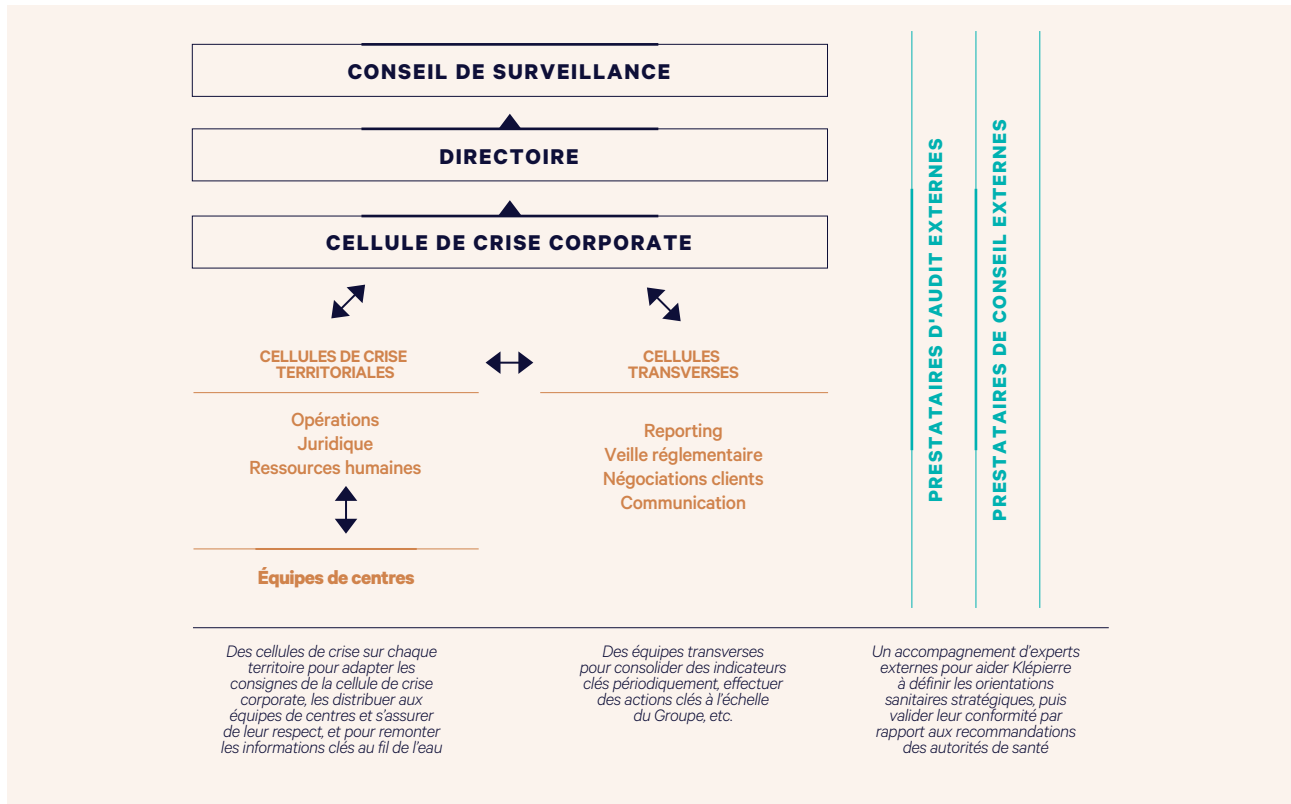 CONSEIL DE SURVEILLANCE
DIRECTOIRE
CELLULE DE CRISE CORPORATE
CELLULES DE CRISE
TERRITORIALES
Opérations
Juridique
Ressources humaines
Équipes de centres
CELLULES
TRANSVERSES
Reporting
Veille réglementaire
Négociations clients
Communication
PRESTATAIRES D'AUDIT EXTERNES
PRESTATAIRES DE CONSEIL EXTERNES
Des cellules de crise sur chaque
territoire pour adapter les
consignes de la cellule de crise
corporate, les distribuer aux
équipes de centres et s’assurer
de leur respect, et pour remonter
les informations clés au fil de l’eau
Des équipes transverses
pour consolider des indicateurs
clés périodiquement, effectuer
des actions clés à l’échelle
du Groupe, etc.
Un accompagnement d’experts
externes pour aider Klépierre
à définir les orientations
sanitaires stratégiques, puis
valider leur conformité par
rapport aux recommandations
des autorités de santé